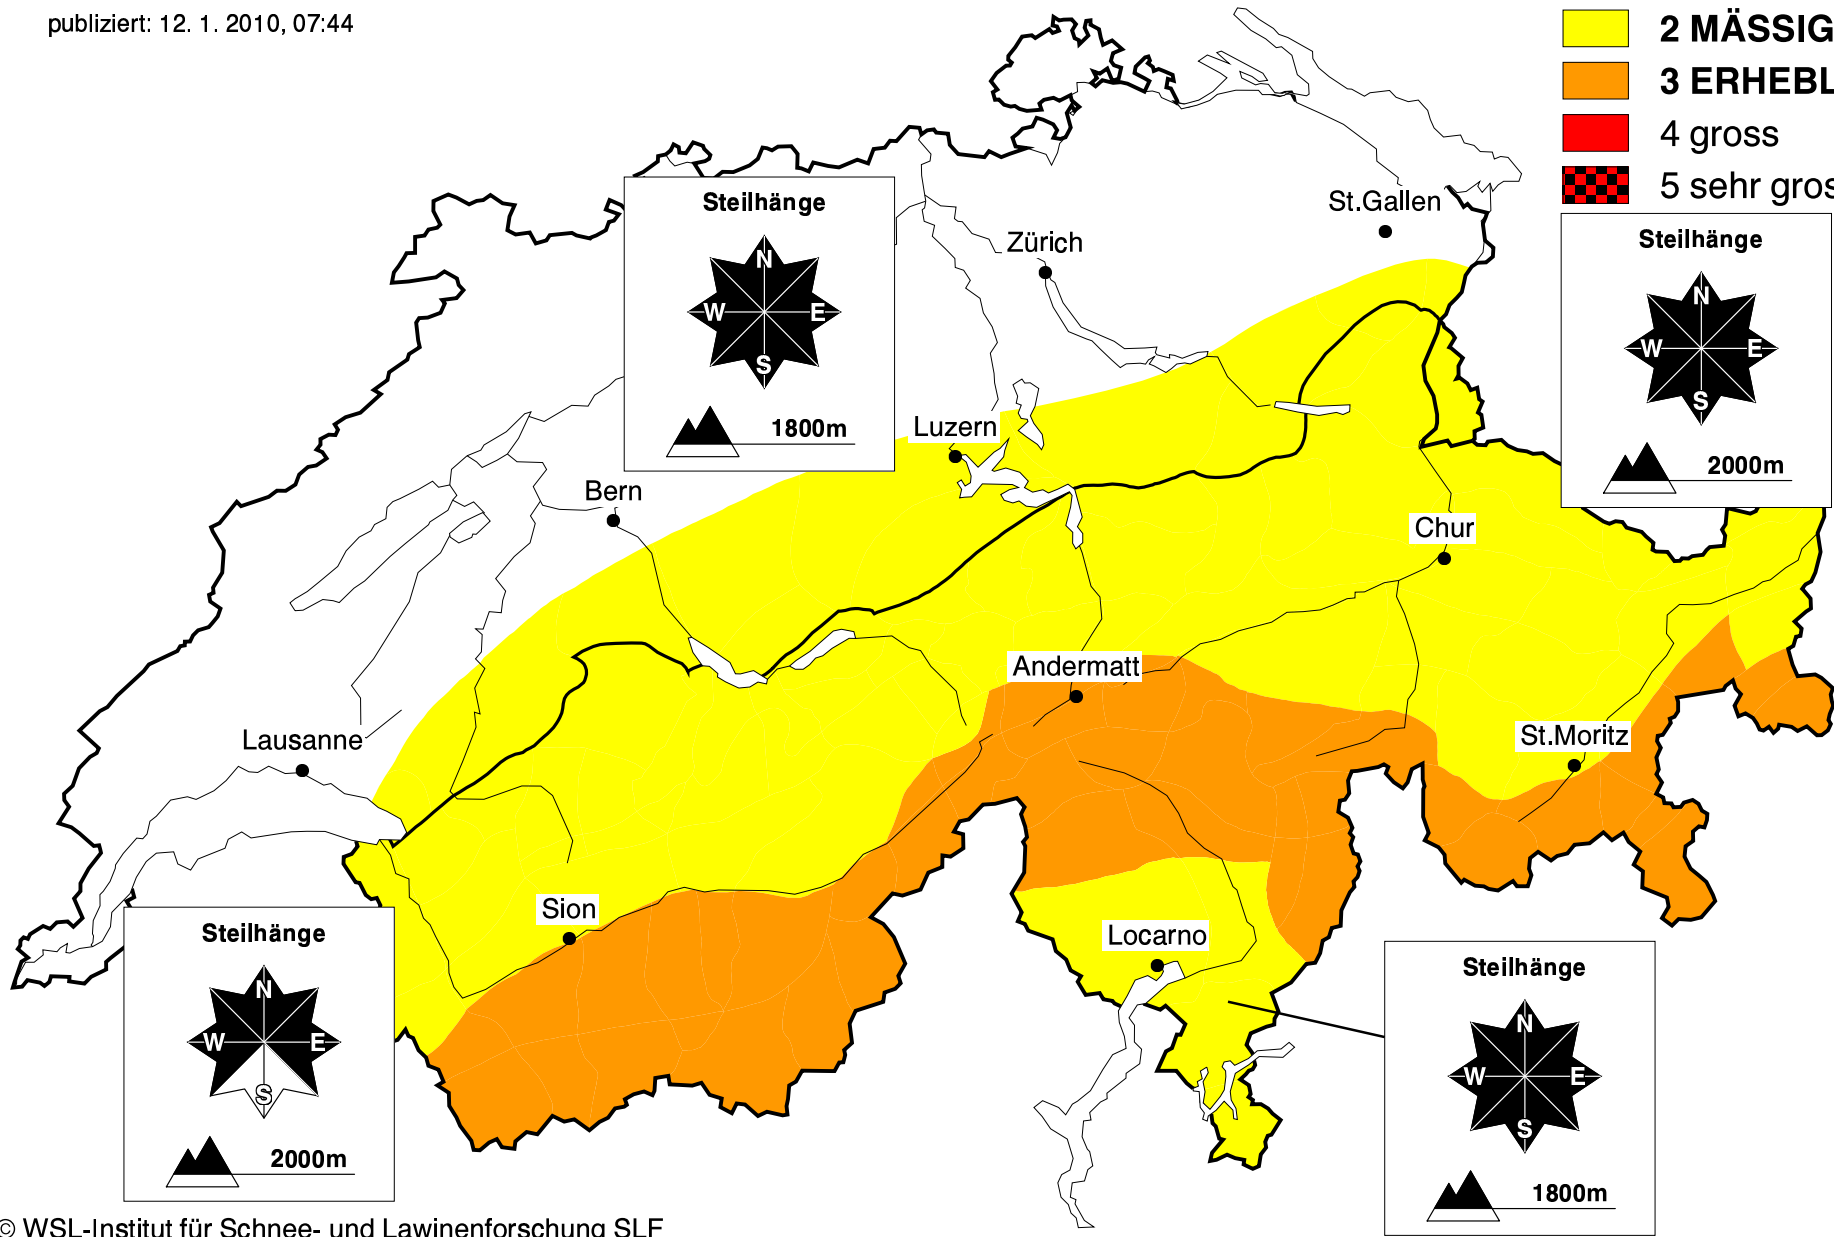 publiziert: 12. 1. 2010, 07:44
2 MÄSSIG
3 ERHEBL
4 gross
5 sehr gros
Steilhänge
N
W E
S
1800m
Steilhänge
N
W E
S
2000m
St.Gallen
Zürich
Luzern
Bern
Chur
Andermatt
St.Moritz
Lausanne
Sion
Locarno
Steilhänge
N
W E
S
2000m
Steilhänge
N
W E
S
1800m
© WSL-Institut für Schnee- und Lawinenforschung SLF